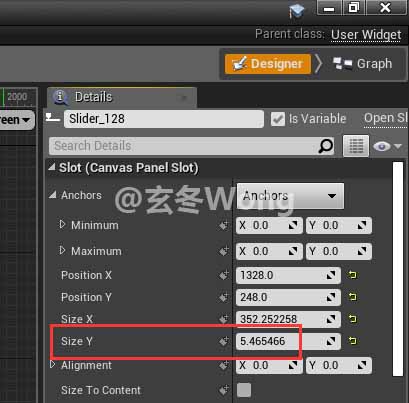 Parent class: User Widget
Designer
Graph
2000
Details
reen
Slider_128
Is Variable
Open Sl
Search Details
Slot (Canvas Panel Slot)
Anchors
Anchors
@玄冬Wong
Minimum
X 0.0
Y 0.0
Maximum
X 0.0
Y 0.0
Position X
1328.0
Position Y
248.0
Size X
352.252258
Size Y
5.465466
Alignment
X 0.0
Y 0.0
Size To Content